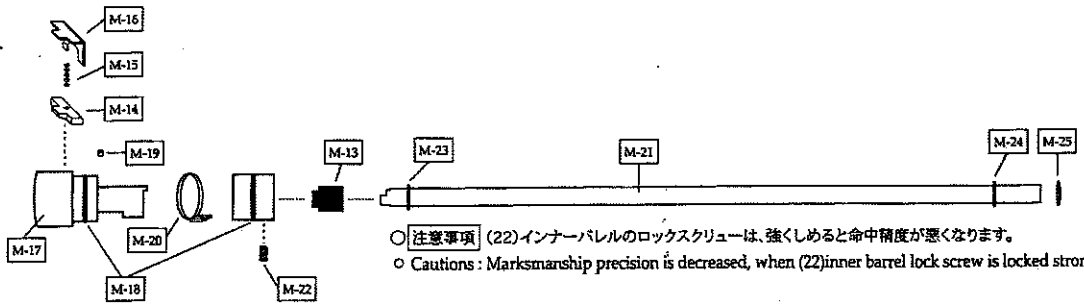 M-16
M-15
M-14
M-19
M-13
M-23
M-21
M-24
M-25
M-17
M-20
M-18
M-22
○ 注意事項 (22)インナーバレルのロックスクリューは、強くしめると命中精度が悪くなります。
○ Cautions : Marksmanship precision is decreased, when (22)inner barrel lock screw is locked stron